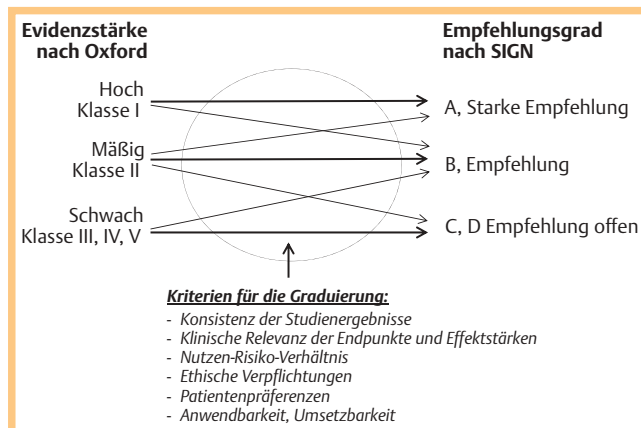 Evidenzstärke
nach Oxford
Empfehlungsgrad
nach SIGN
Hoch
Klasse I
A, Starke Empfehlung
Mäßig
Klasse II
B, Empfehlung
Schwach
Klasse III, IV, V
C, D Empfehlung offen
Kriterien für die Graduierung:
- Konsistenz der Studienergebnisse
- Klinische Relevanz der Endpunkte und Effektstärken
- Nutzen-Risiko-Verhältnis
- Ethische Verpflichtungen
- Patientenpräferenzen
- Anwendbarkeit, Umsetzbarkeit